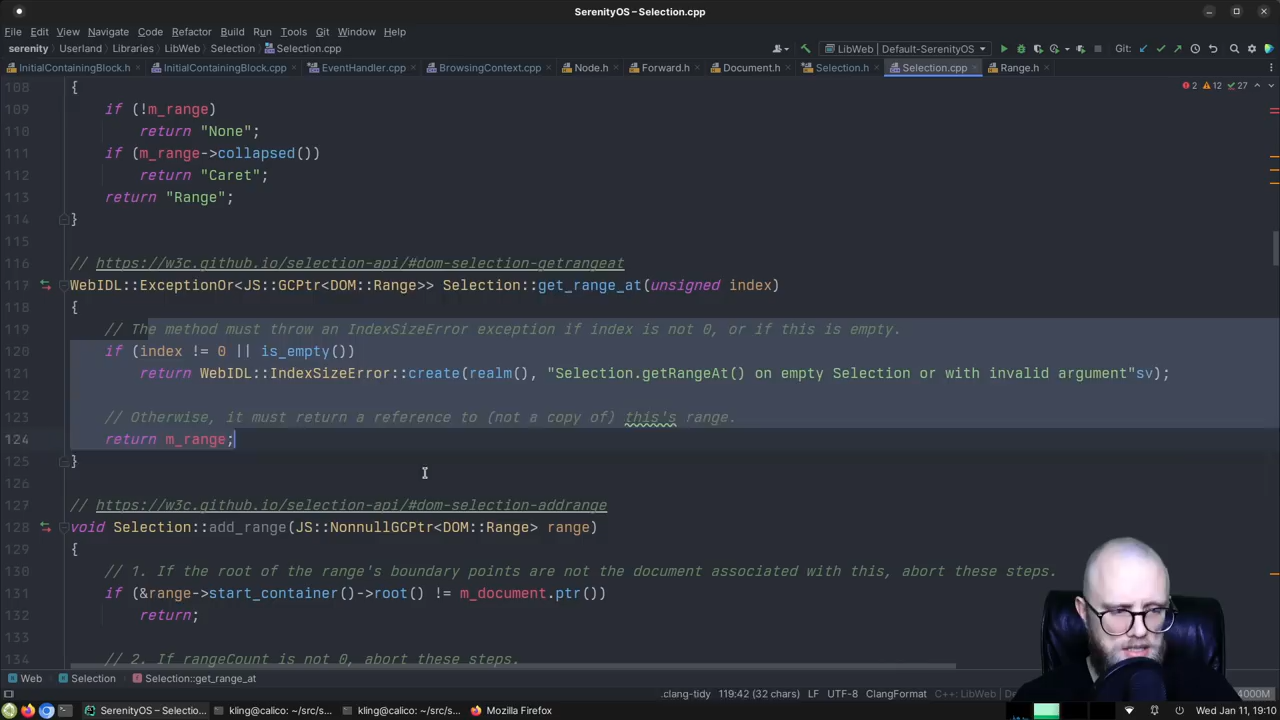 SerenityOS – Selection.cpp
File Edit View Navigate Code Refactor Build Run Tools Git Window Help
serenity Userland Libraries LibWeb Selection Selection.cpp LibWeb | Default-SerenityOS Git:
InitialContainingBlock.h InitialContainingBlock.cpp EventHandler.cpp BrowsingContext.cpp Node.h Forward.h Document.h Selection.h Selection.cpp Range.h
2 12 27
108 {
109 if (!m_range)
110 return "None";
111 if (m_range->collapsed())
112 return "Caret";
113 return "Range";
114 }
115
116 // https://w3c.github.io/selection-api/#dom-selection-getrangeat
117 WebIDL::ExceptionOr<JS::GCPtr<DOM::Range>> Selection::get_range_at(unsigned index)
118 {
119 // The method must throw an IndexSizeError exception if index is not 0, or if this is empty.
120 if (index != 0 || is_empty())
121 return WebIDL::IndexSizeError::create(realm(), "Selection.getRangeAt() on empty Selection or with invalid argument"sv);
122
123 // Otherwise, it must return a reference to (not a copy of) this's range.
124 return m_range;
125 }
126
127 // https://w3c.github.io/selection-api/#dom-selection-addrange
128 void Selection::add_range(JS::NonnullGCPtr<DOM::Range> range)
129 {
130 // 1. If the root of the range's boundary points are not the document associated with this, abort these steps.
131 if (&range->start_container()->root() != m_document.ptr())
132 return;
133
134 // 2. If rangeCount is not 0, abort these steps.
Web Selection Selection::get_range_at
.clang-tidy 119:42 (32 chars) LF UTF-8 ClangFormat C++: LibWeb 4000M
SerenityOS – Selectio... kling@calico: ~/src/s... kling@calico: ~/src/s... Mozilla Firefox Wed Jan 11, 19:10